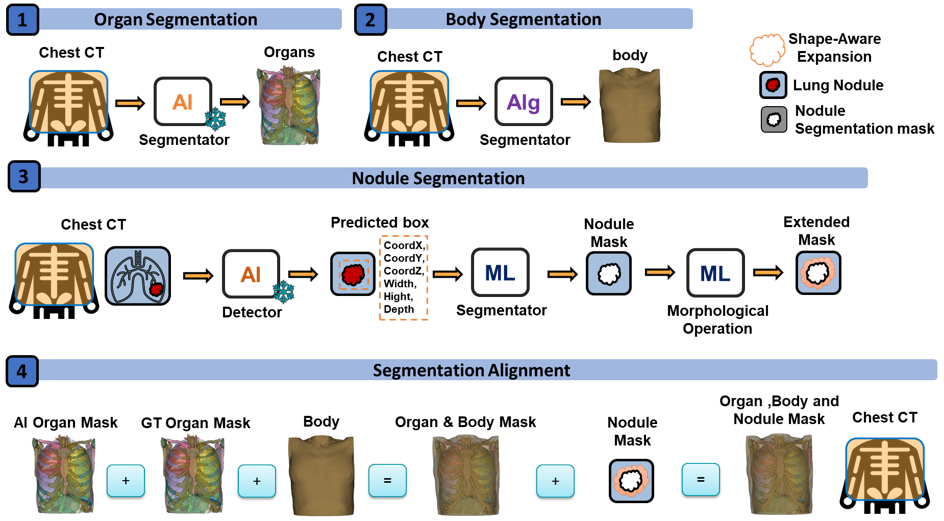 1
Organ Segmentation
Chest CT
AI
Segmentator
Organs
2
Body Segmentation
Chest CT
Alg
Segmentator
body
Shape-Aware
Expansion
Lung Nodule
Nodule
Segmentation mask
3
Nodule Segmentation
Chest CT
AI
Detector
Predicted box
CoordX,
CoordY,
CoordZ,
Width,
Hight,
Depth
ML
Segmentator
Nodule
Mask
ML
Morphological
Operation
Extended
Mask
4
Segmentation Alignment
AI Organ Mask
+
GT Organ Mask
+
Body
=
Organ & Body Mask
+
Nodule
Mask
=
Organ ,Body and
Nodule Mask
Chest CT